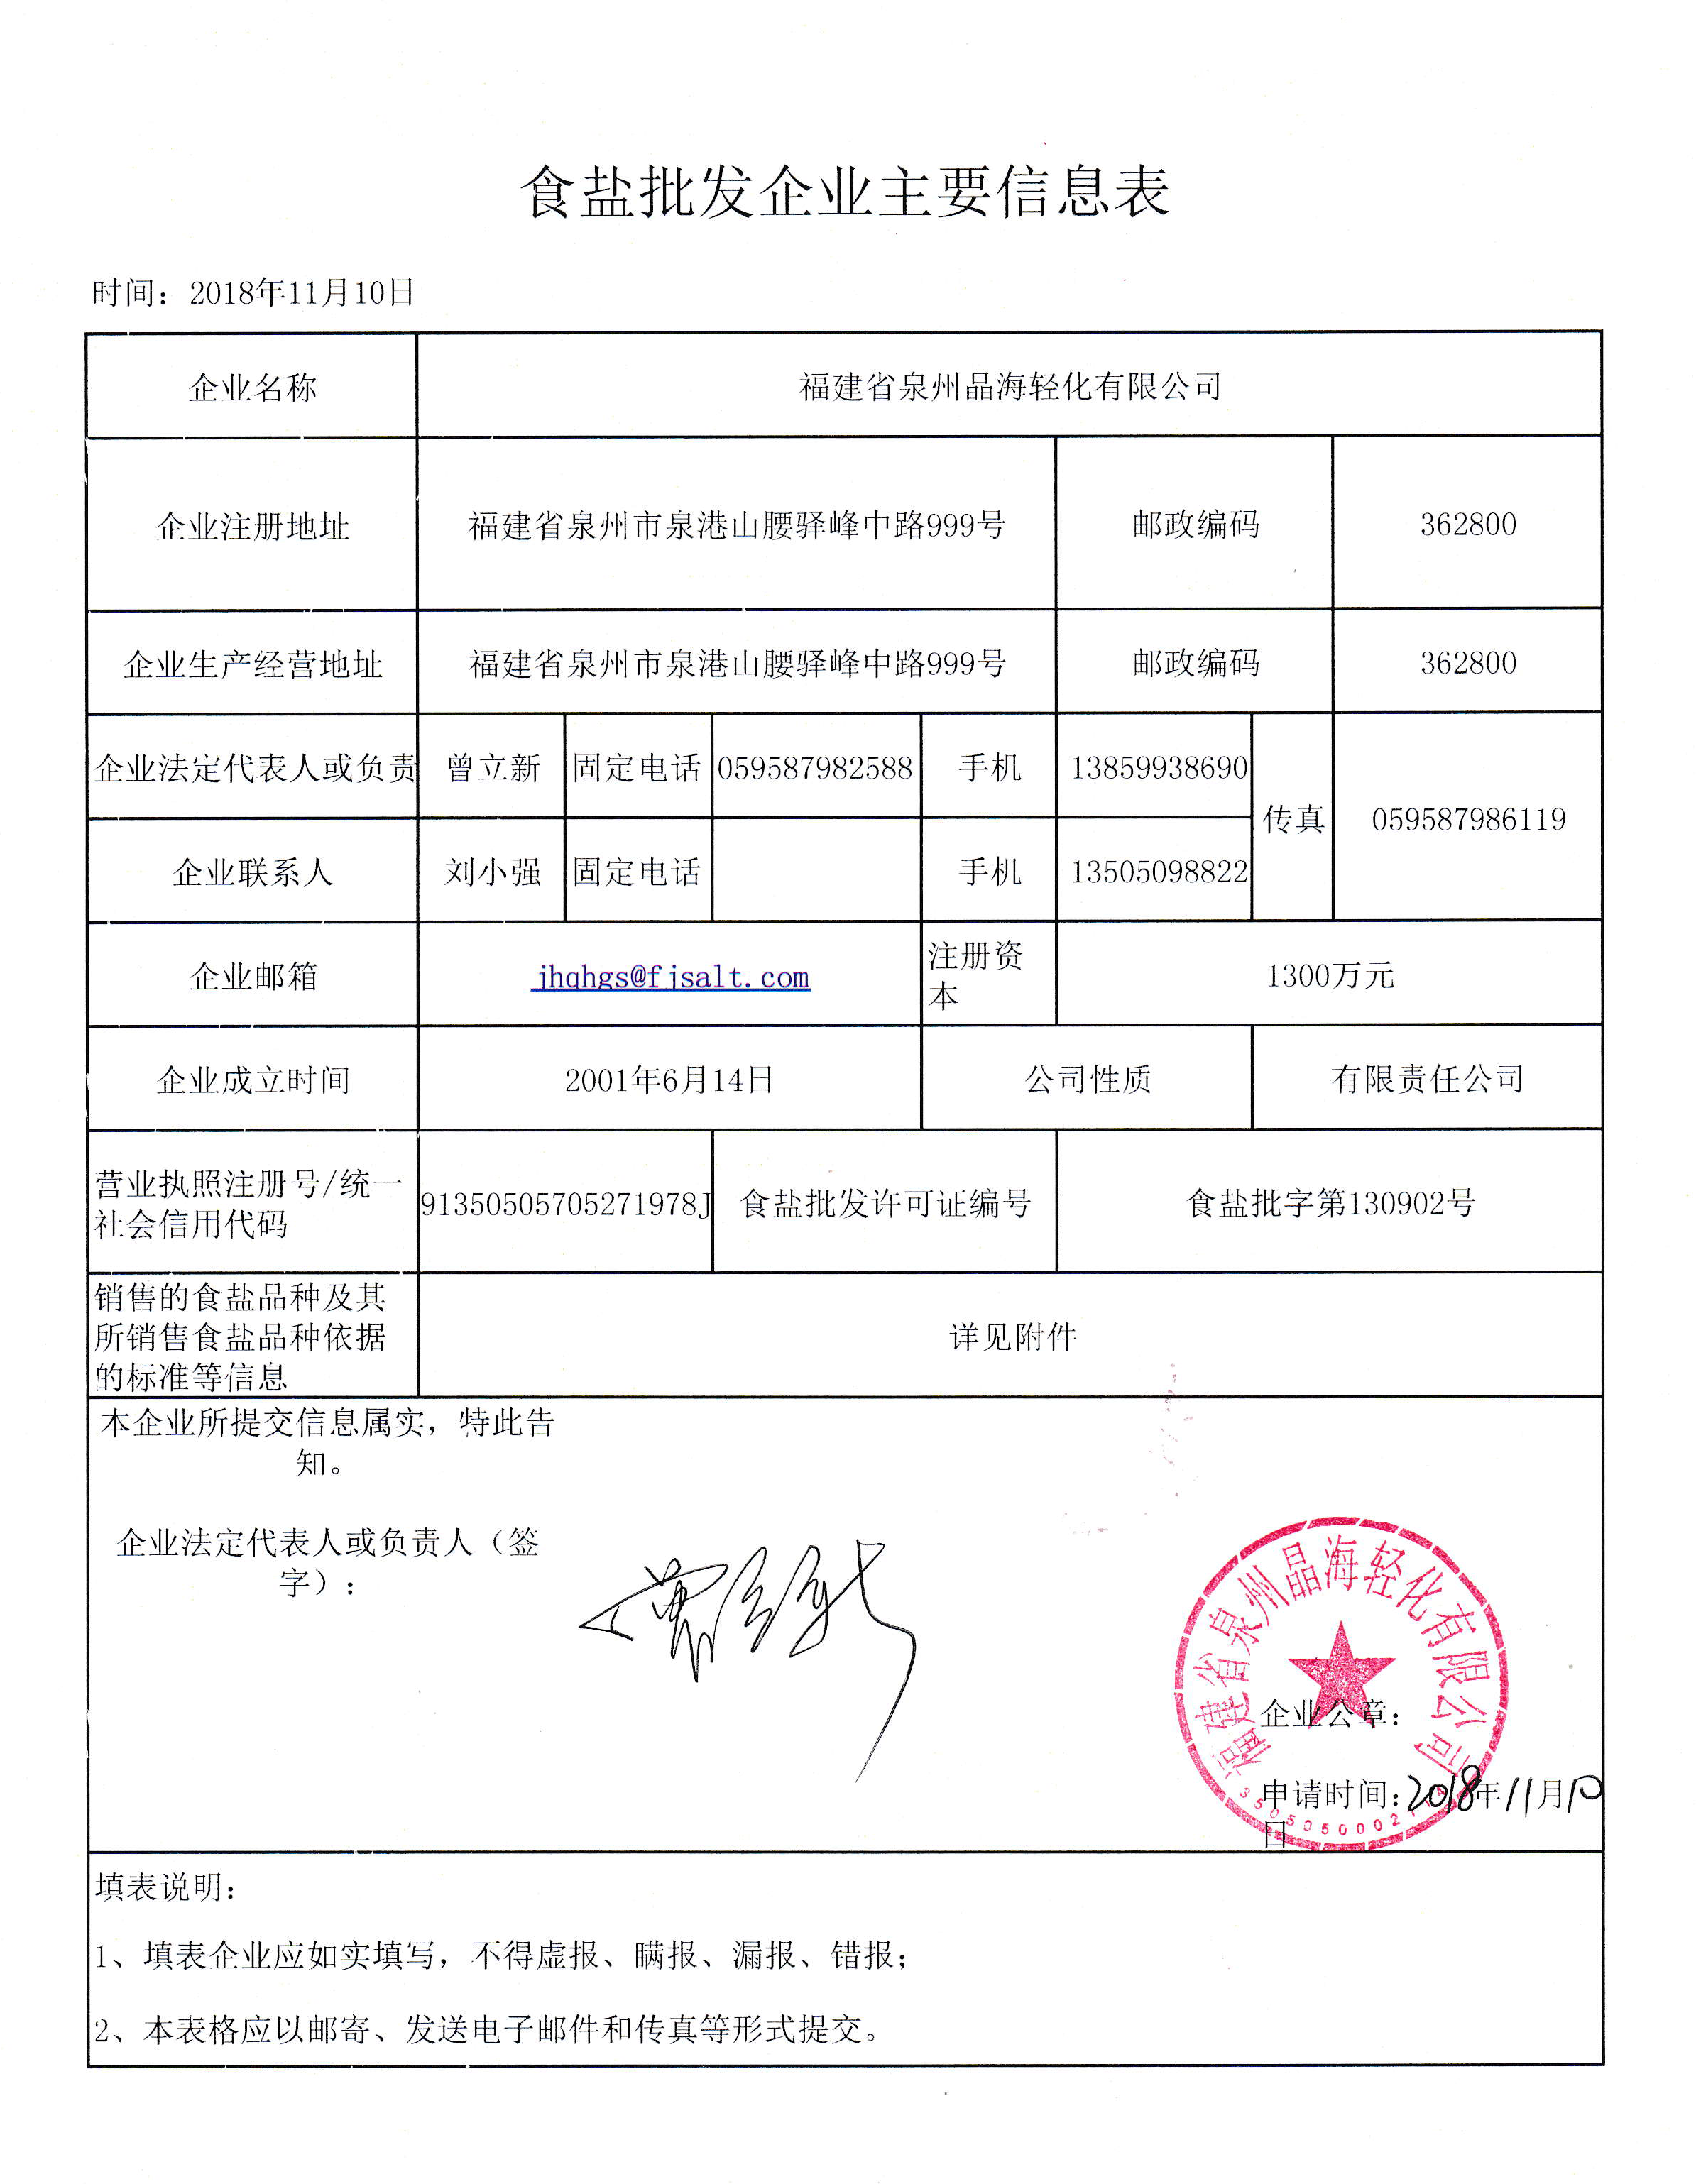 食盐批发企业主要信息表
时间：2018年11月10日
企业名称 福建省泉州晶海轻化有限公司
企业注册地址 福建省泉州市泉港山腰驿峰中路999号 邮政编码 362800
企业生产经营地址 福建省泉州市泉港山腰驿峰中路999号 邮政编码 362800
企业法定代表人或负责 曾立新 固定电话 059587982588 手机 13859938690
传真 059587986119
企业联系人 刘小强 固定电话 手机 13505098822
企业邮箱 jhqhgs@fjsalt.com 注册资
本 1300万元
企业成立时间 2001年6月14日 公司性质 有限责任公司
营业执照注册号/统一
社会信用代码 91350505705271978J 食盐批发许可证编号 食盐批字第130902号
销售的食盐品种及其
所销售食盐品种依据
的标准等信息 详见附件
本企业所提交信息属实，特此告
知。
企业法定代表人或负责人（签
字）：
福建省泉州晶海轻化有限公司
企业公章：
申请时间：2018年11月10
日
填表说明：
1、填表企业应如实填写，不得虚报、瞒报、漏报、错报；
2、本表格应以邮寄、发送电子邮件和传真等形式提交。